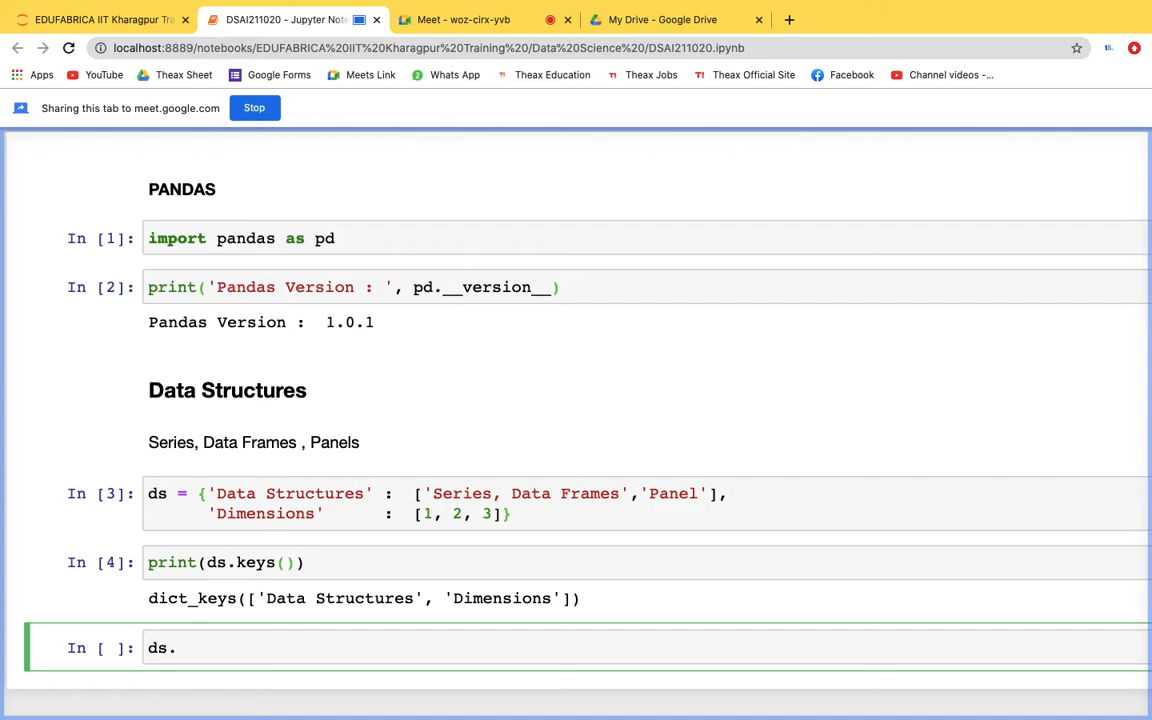 EDUFABRICA IIT Kharagpur Tra
DSAI211020 - Jupyter Note
Meet - woz-cirx-yvb
My Drive - Google Drive
localhost:8889/notebooks/EDUFABRICA%20IIT%20Kharagpur%20Training%20/Data%20Science%20/DSAI211020.ipynb
Apps YouTube Theax Sheet Google Forms Meets Link Whats App Theax Education Theax Jobs Theax Official Site Facebook Channel videos -...
Sharing this tab to meet.google.com Stop
PANDAS
In [1]: import pandas as pd
In [2]: print('Pandas Version : ', pd.__version__)
Pandas Version :  1.0.1
Data Structures
Series, Data Frames , Panels
In [3]: ds = {'Data Structures' :  ['Series, Data Frames','Panel'],
'Dimensions'      :  [1, 2, 3]}
In [4]: print(ds.keys())
dict_keys(['Data Structures', 'Dimensions'])
In [ ]: ds.